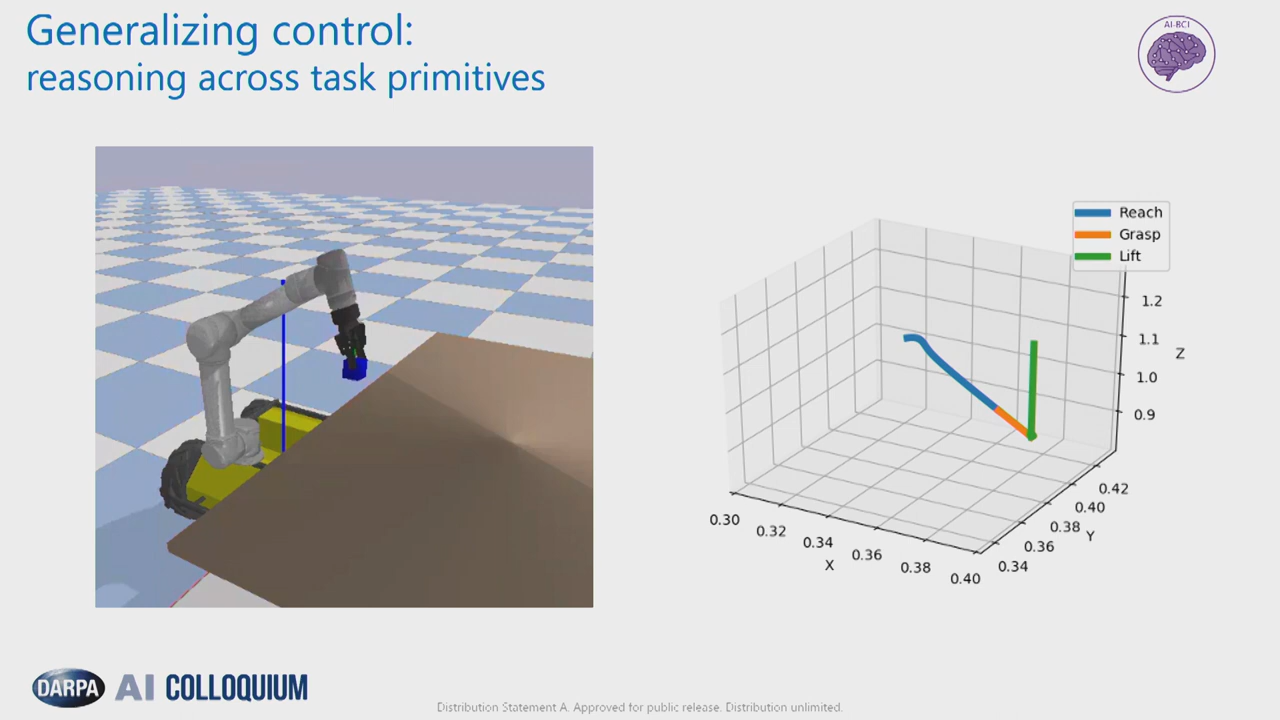 Generalizing control:
reasoning across task primitives
AI-BCI
Reach
Grasp
Lift
1.2
1.1
1.0
0.9
Z
0.42
0.40
0.38
0.36
0.34
Y
0.30
0.32
0.34
0.36
0.38
0.40
X
DARPA AI COLLOQUIUM
Distribution Statement A. Approved for public release. Distribution unlimited.